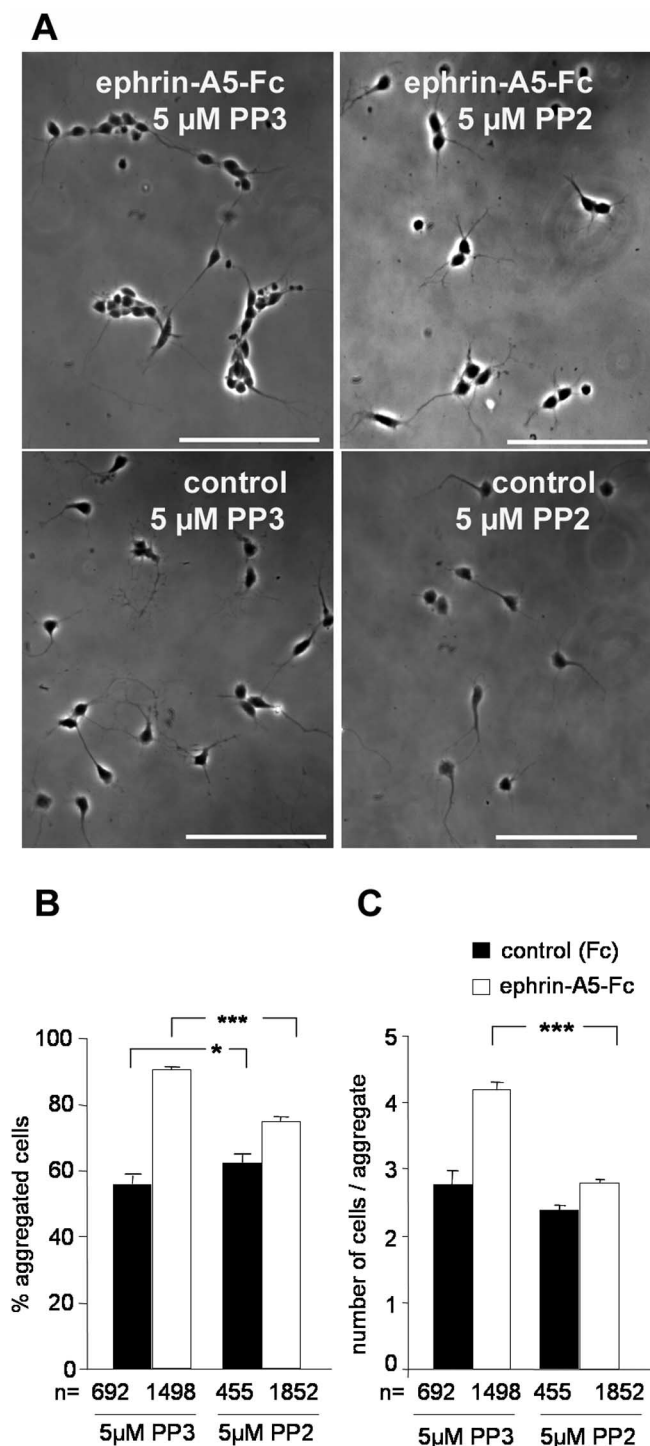 A
ephrin-A5-Fc
5 µM PP3
ephrin-A5-Fc
5 µM PP2
control
5 µM PP3
control
5 µM PP2
B
% aggregated cells
100
80
60
40
20
0
*
***
n= 692 1498 455 1852
5µM PP3 5µM PP2
C
control (Fc)
ephrin-A5-Fc
number of cells / aggregate
5
4
3
2
1
0
***
692 1498 455 1852
5µM PP3 5µM PP2